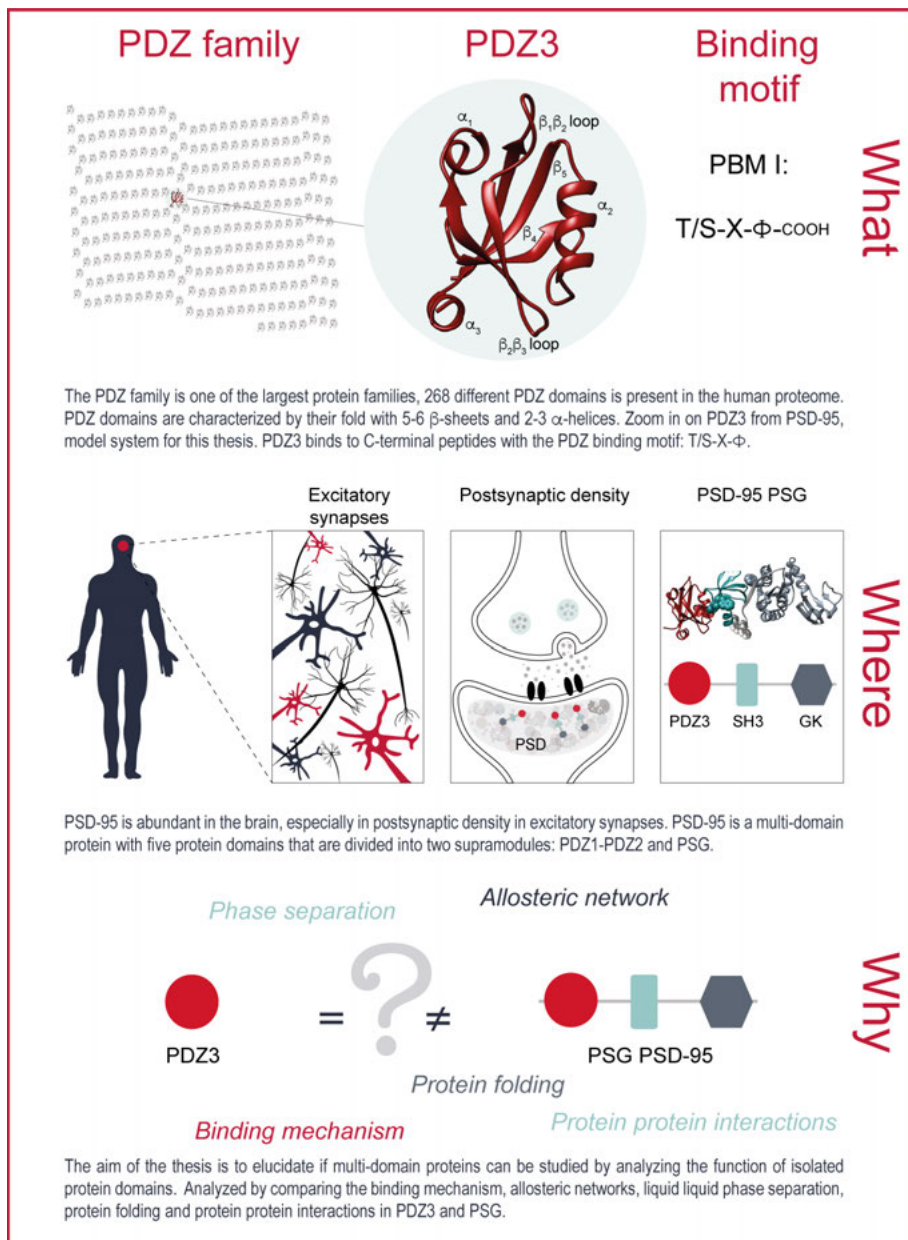 PDZ family
PDZ3
Binding
motif
What
α1
β1β2 loop
β5
α2
β4
α3
β2β3 loop
PBM I:
T/S-X-Φ-COOH
The PDZ family is one of the largest protein families, 268 different PDZ domains is present in the human proteome.
PDZ domains are characterized by their fold with 5-6 β-sheets and 2-3 α-helices. Zoom in on PDZ3 from PSD-95,
model system for this thesis. PDZ3 binds to C-terminal peptides with the PDZ binding motif: T/S-X-Φ.
Excitatory
synapses
Postsynaptic density
PSD-95 PSG
Where
PSD
PDZ3
SH3
GK
PSD-95 is abundant in the brain, especially in postsynaptic density in excitatory synapses. PSD-95 is a multi-domain
protein with five protein domains that are divided into two supramodules: PDZ1-PDZ2 and PSG.
Phase separation
Allosteric network
Why
= ? ≠
PDZ3
PSG PSD-95
Protein folding
Binding mechanism
Protein protein interactions
The aim of the thesis is to elucidate if multi-domain proteins can be studied by analyzing the function of isolated
protein domains. Analyzed by comparing the binding mechanism, allosteric networks, liquid liquid phase separation,
protein folding and protein protein interactions in PDZ3 and PSG.